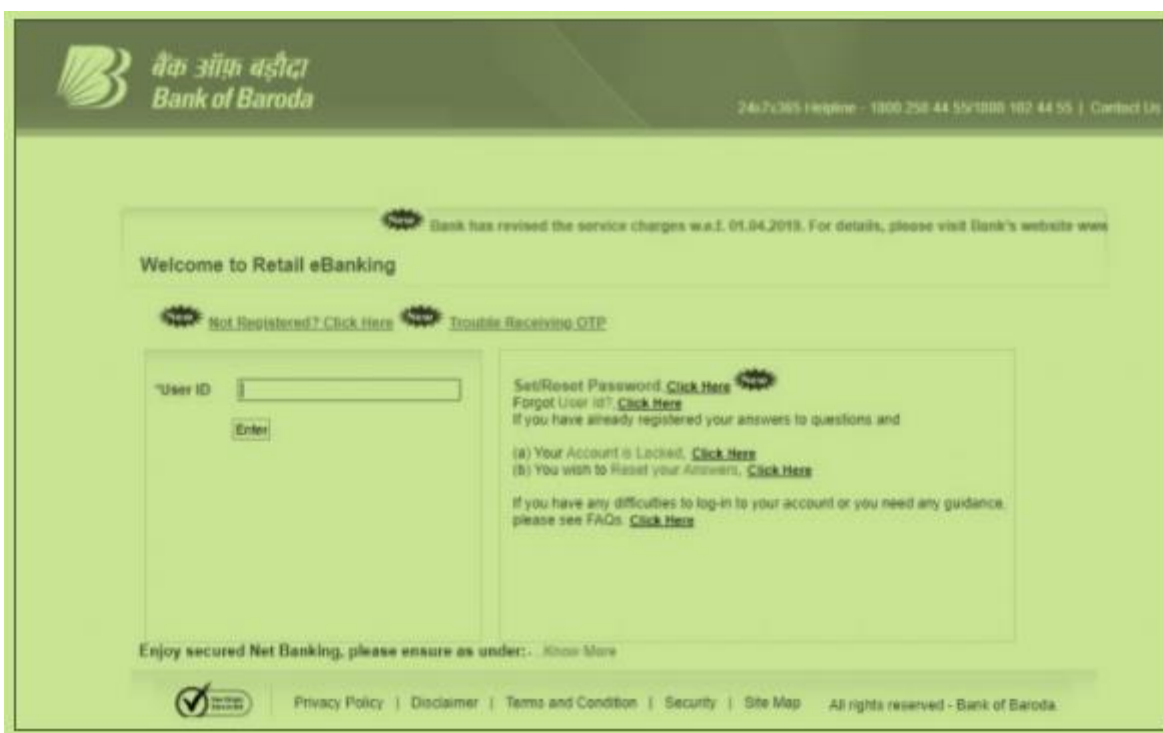 बैंक ऑफ़ बड़ौदा
Bank of Baroda
24x7x365 Helpline - 1800 258 44 55/1800 102 44 55 | Contact Us
New Bank has revised the service charges w.e.f. 01.04.2019. For details, please visit Bank's website www
Welcome to Retail eBanking
New Not Registered? Click Here New Trouble Receiving OTP
*User ID
Enter
Set/Reset Password, Click Here New
Forgot User Id?, Click Here
If you have already registered your answers to questions and
(a) Your Account is Locked, Click Here
(b) You wish to Reset your Answers, Click Here
If you have any difficulties to log-in to your account or you need any guidance,
please see FAQs. Click Here
Enjoy secured Net Banking, please ensure as under:- ..Know More
Privacy Policy | Disclaimer | Terms and Condition | Security | Site Map All rights reserved - Bank of Baroda.